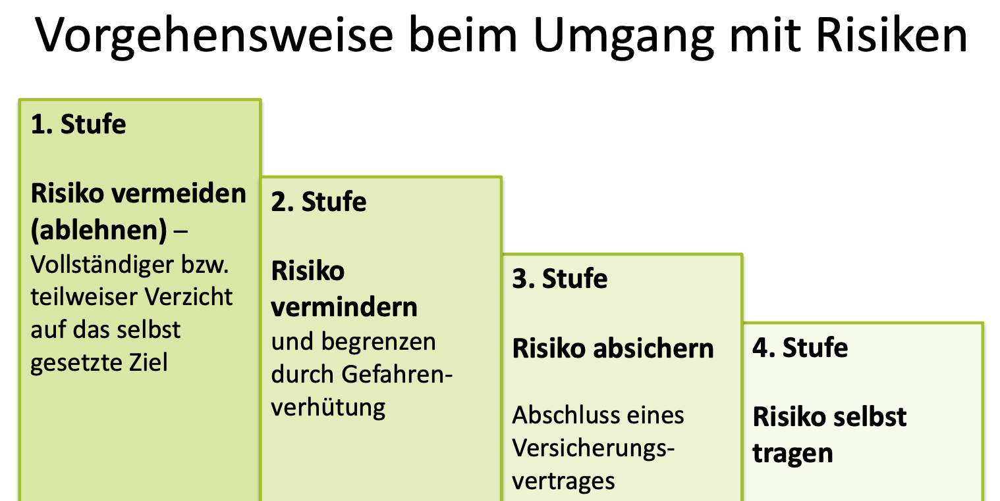 Vorgehensweise beim Umgang mit Risiken
1. Stufe
Risiko vermeiden
(ablehnen) –
Vollständiger bzw.
teilweiser Verzicht
auf das selbst
gesetzte Ziel
2. Stufe
Risiko
vermindern
und begrenzen
durch Gefahren-
verhütung
3. Stufe
Risiko absichern
Abschluss eines
Versicherungs-
vertrages
4. Stufe
Risiko selbst
tragen